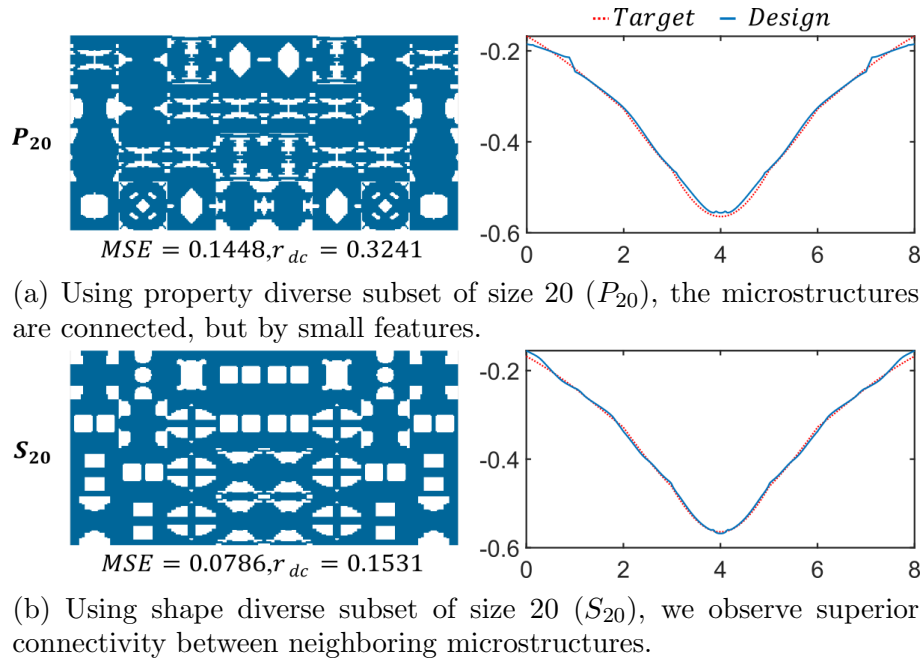 Target Design
-0.2
-0.4
-0.6
0 2 4 6 8
P₂₀
MSE = 0.1448,r dc = 0.3241
(a) Using property diverse subset of size 20 (P₂₀), the microstructures
are connected, but by small features.
-0.2
-0.4
-0.6
0 2 4 6 8
S₂₀
MSE = 0.0786,r dc = 0.1531
(b) Using shape diverse subset of size 20 (S₂₀), we observe superior
connectivity between neighboring microstructures.